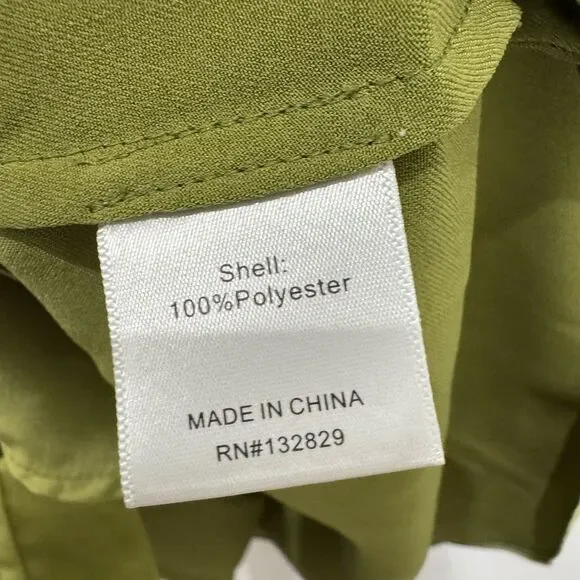 Shell:
100%Polyester
MADE IN CHINA
RN#132829